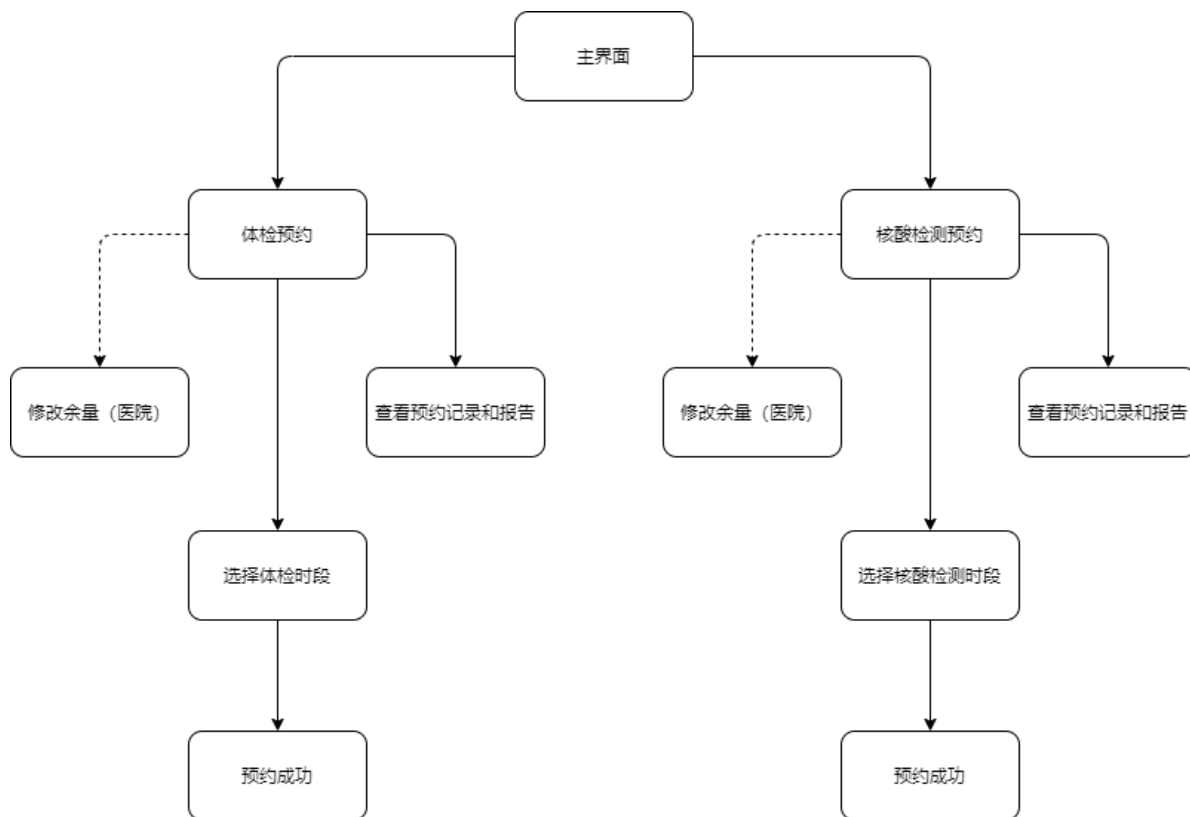 主界面
体检预约
核酸检测预约
修改余量（医院）
查看预约记录和报告
修改余量（医院）
查看预约记录和报告
选择体检时段
选择核酸检测时段
预约成功
预约成功